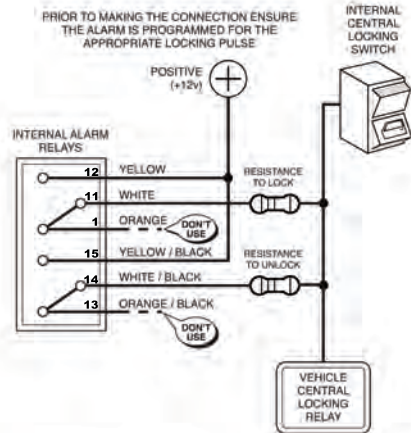 PRIOR TO MAKING THE CONNECTION ENSURE
THE ALARM IS PROGRAMMED FOR THE
APPROPRIATE LOCKING PULSE
INTERNAL
CENTRAL
LOCKING
SWITCH
POSITIVE
(+12v)
INTERNAL ALARM
RELAYS
12 YELLOW
11 WHITE
RESISTANCE
TO LOCK
1 ORANGE
DON'T
USE
15 YELLOW / BLACK
RESISTANCE
TO UNLOCK
14 WHITE / BLACK
13 ORANGE / BLACK
DON'T
USE
VEHICLE
CENTRAL
LOCKING
RELAY